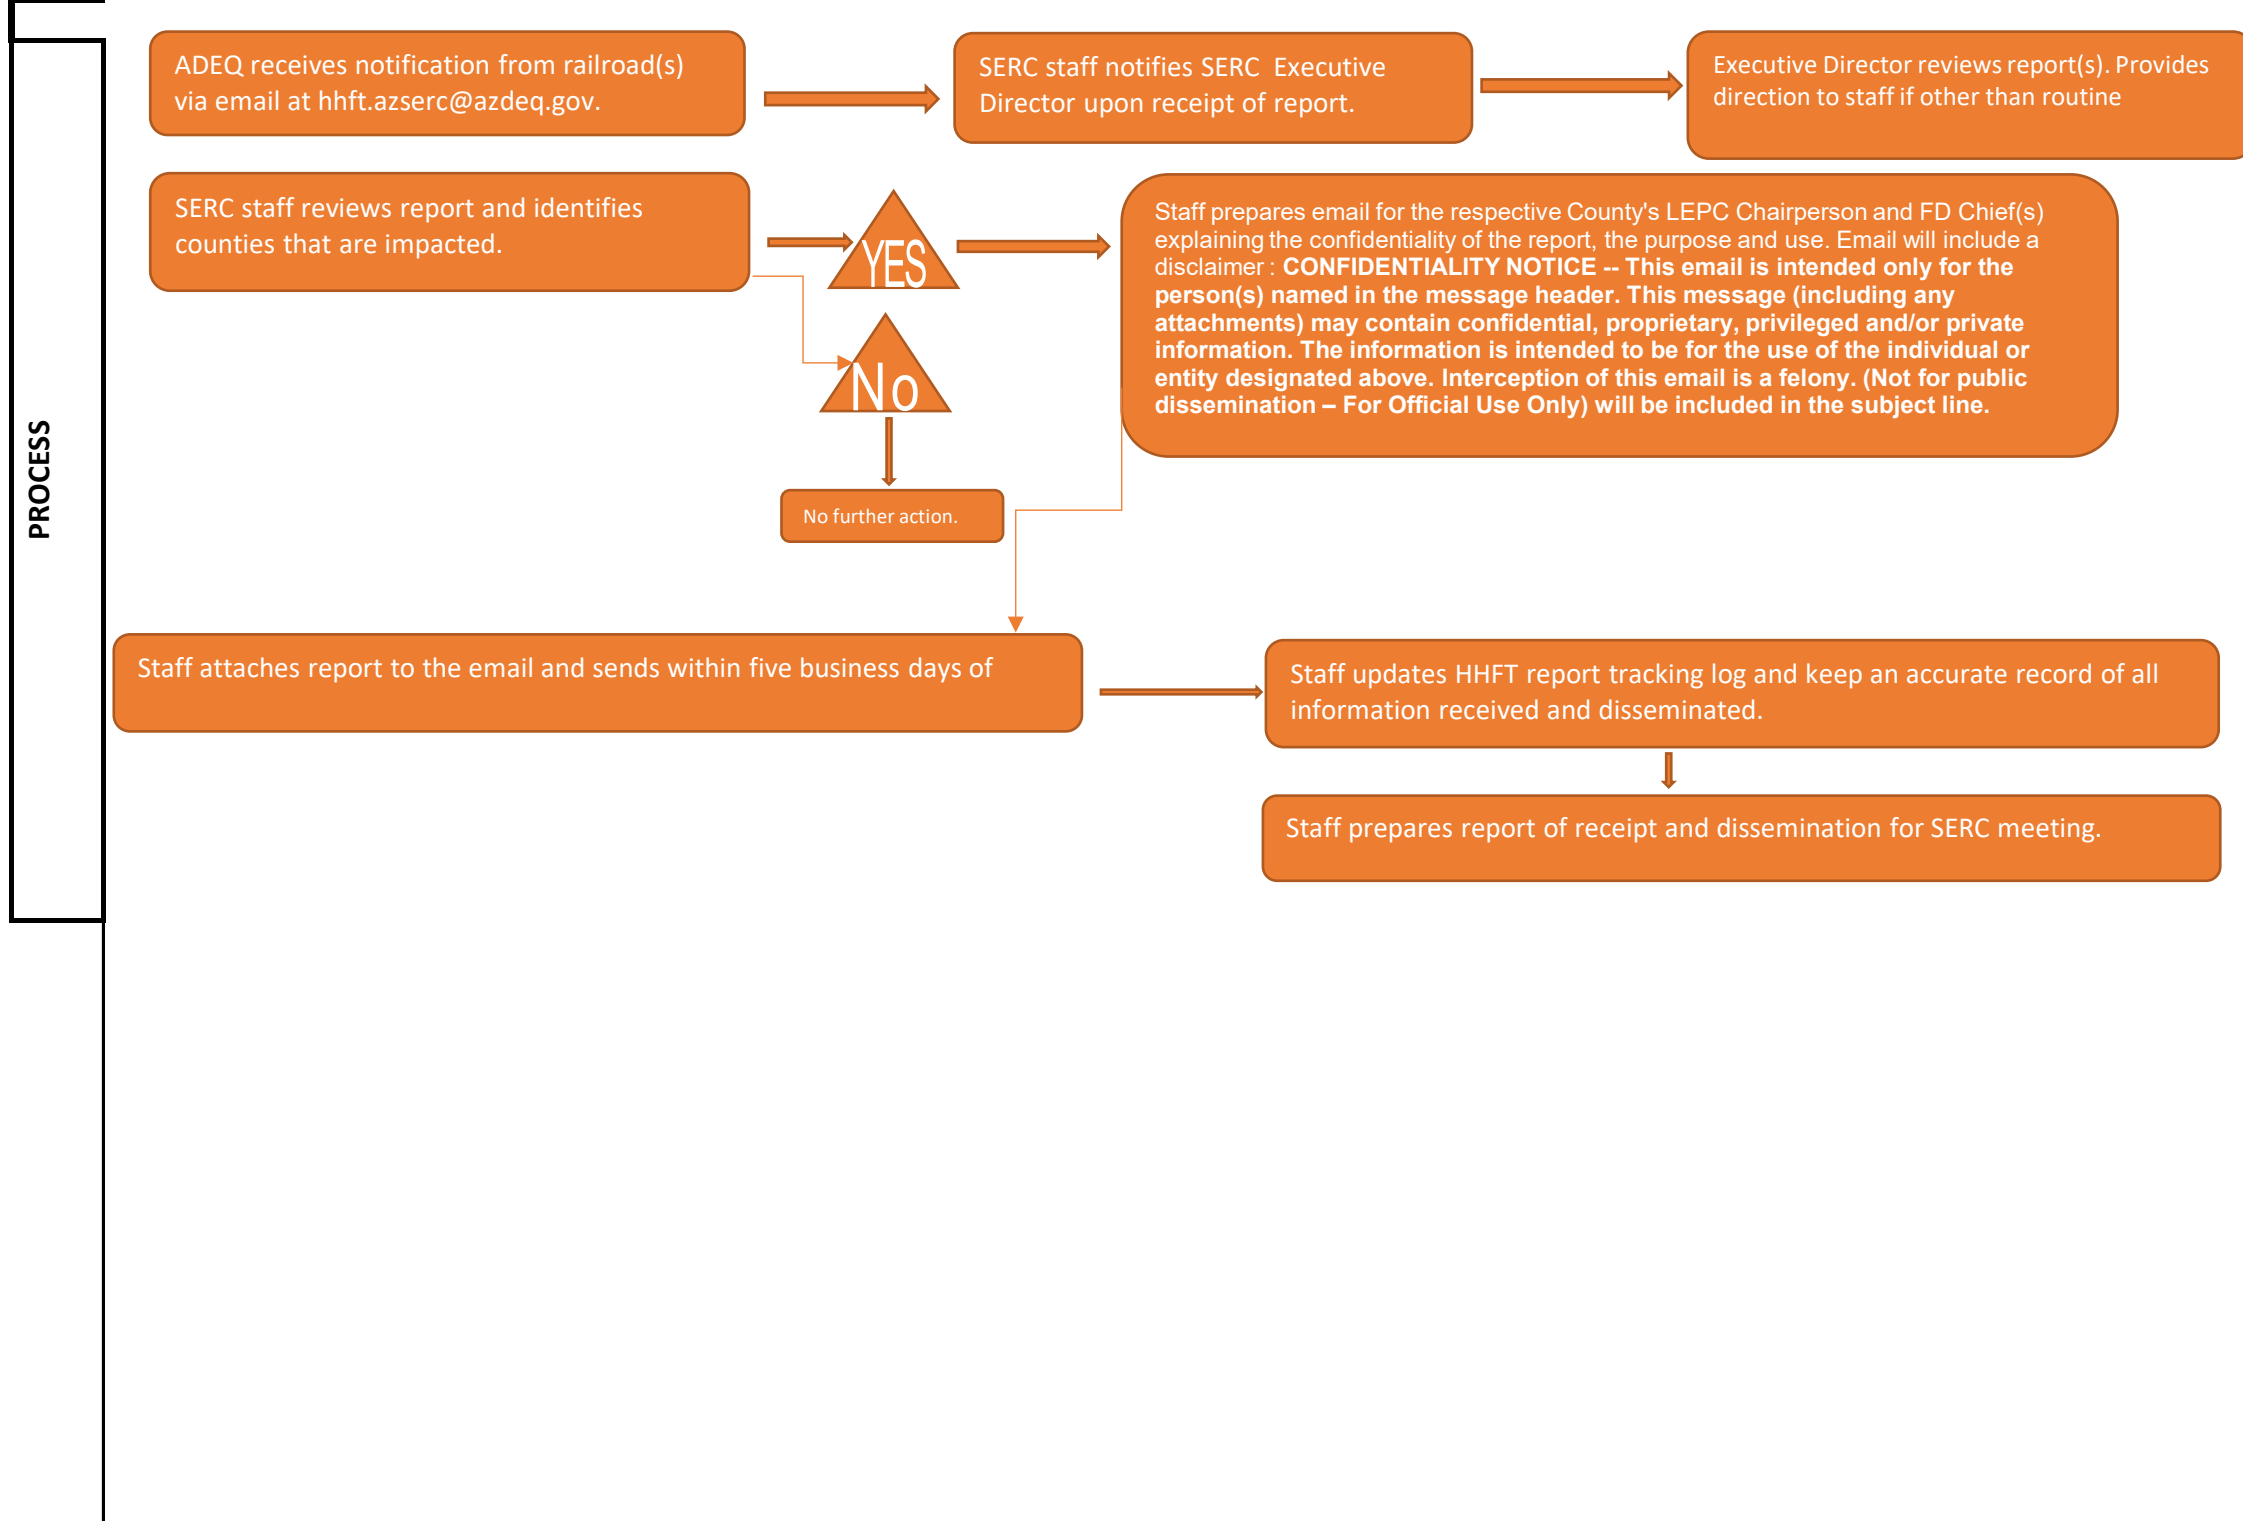 PROCESS
ADEQ receives notification from railroad(s)
via email at hhft.azserc@azdeq.gov.
SERC staff notifies SERC  Executive
Director upon receipt of report.
Executive Director reviews report(s). Provides
direction to staff if other than routine
SERC staff reviews report and identifies
counties that are impacted.
YES
No
No further action.
Staff prepares email for the respective County's LEPC Chairperson and FD Chief(s)
explaining the confidentiality of the report, the purpose and use. Email will include a
disclaimer : CONFIDENTIALITY NOTICE -- This email is intended only for the
person(s) named in the message header. This message (including any
attachments) may contain confidential, proprietary, privileged and/or private
information. The information is intended to be for the use of the individual or
entity designated above. Interception of this email is a felony. (Not for public
dissemination – For Official Use Only) will be included in the subject line.
Staff attaches report to the email and sends within five business days of
Staff updates HHFT report tracking log and keep an accurate record of all
information received and disseminated.
Staff prepares report of receipt and dissemination for SERC meeting.